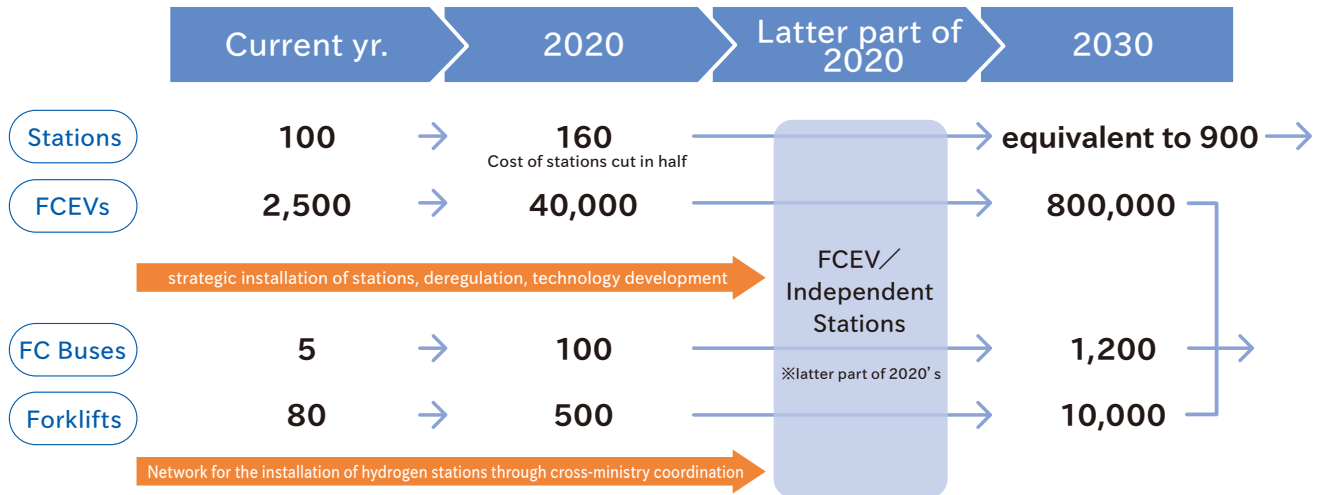 Current yr.
2020
Latter part of
2020
2030
Stations
100
160
Cost of stations cut in half
equivalent to 900
FCEVs
2,500
40,000
800,000
strategic installation of stations, deregulation, technology development
FCEV／
Independent
Stations
※latter part of 2020' s
FC Buses
5
100
1,200
Forklifts
80
500
10,000
Network for the installation of hydrogen stations through cross-ministry coordination